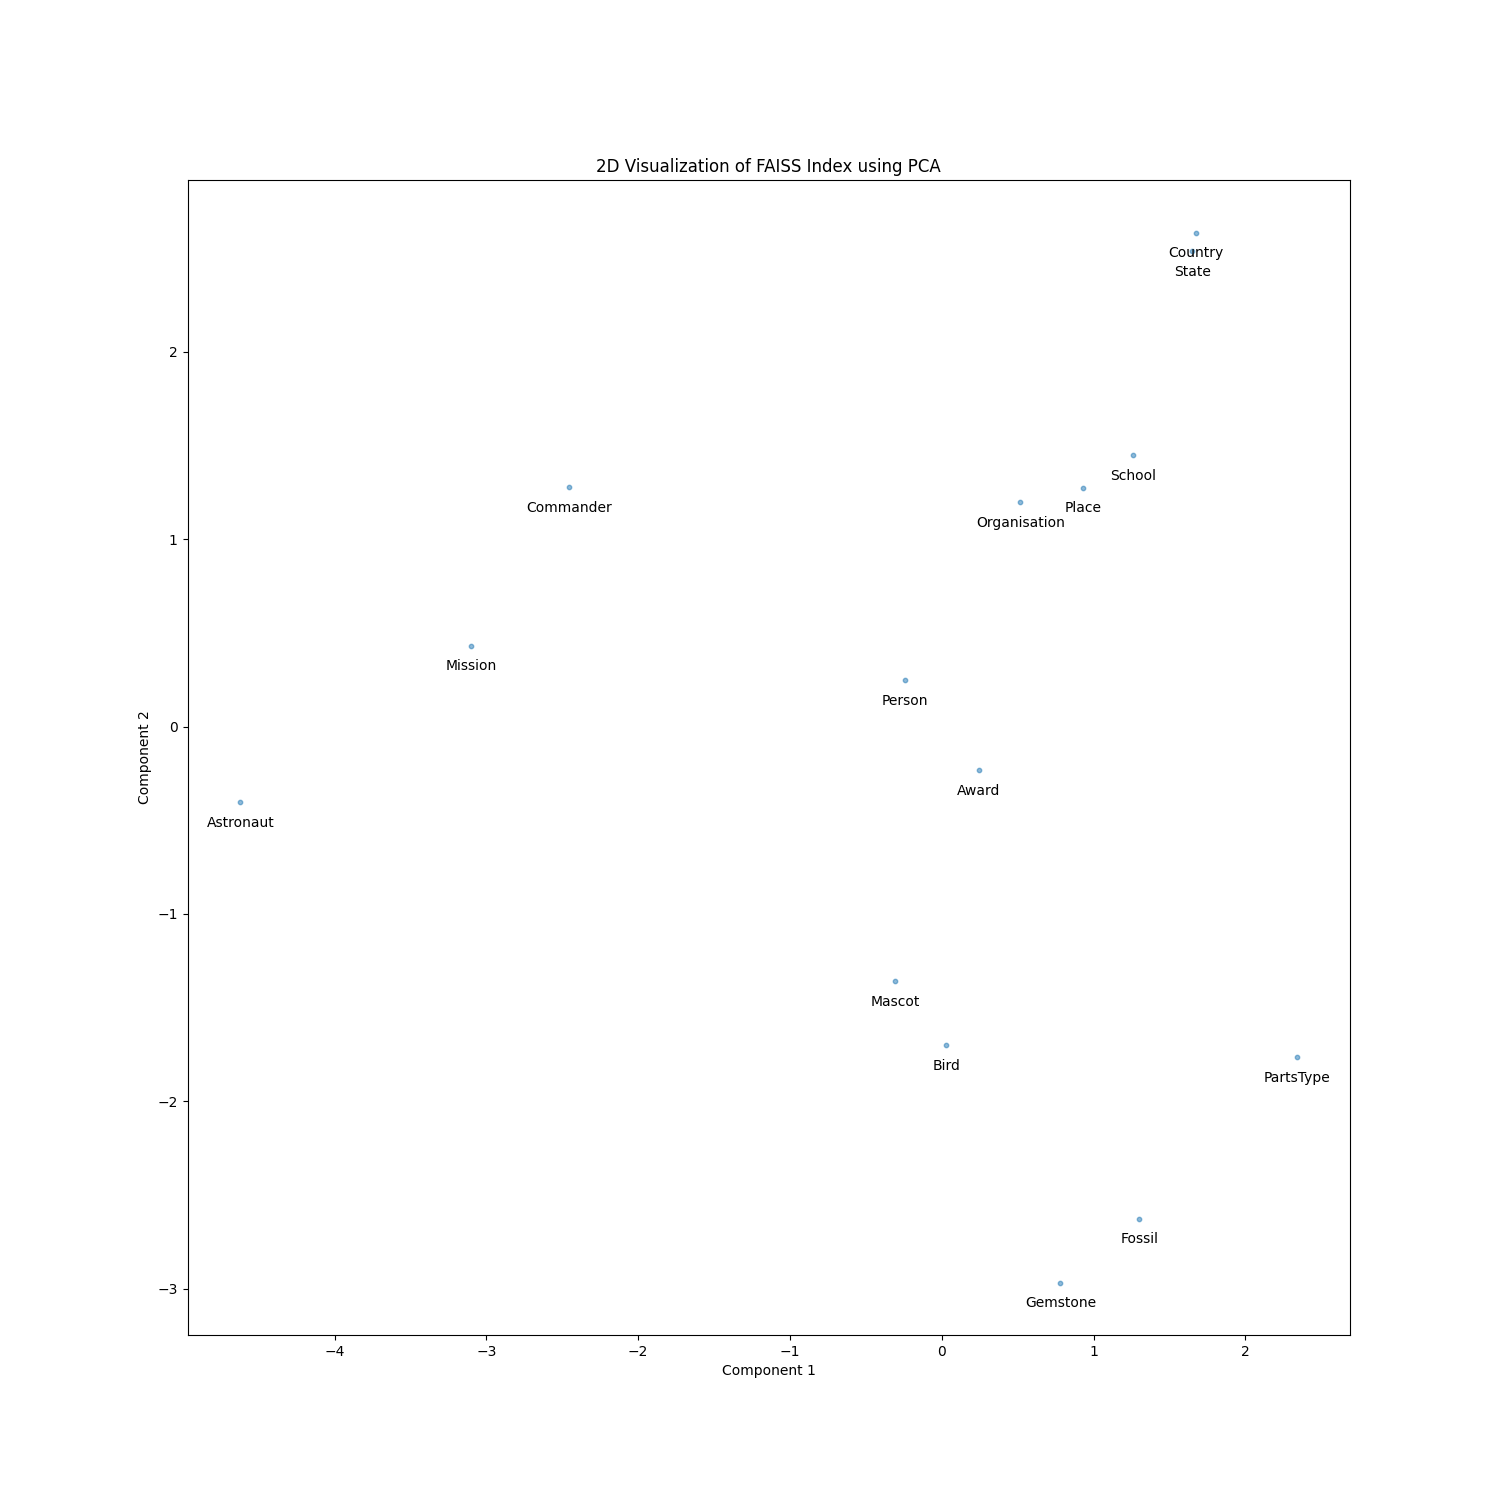 2D Visualization of FAISS Index using PCA
Country
State
School
Commander
Place
Organisation
Mission
Person
Award
Astronaut
Mascot
Bird
PartsType
Fossil
Gemstone
Component 2
2
1
0
−1
−2
−3
−4
−3
−2
−1
0
1
2
Component 1